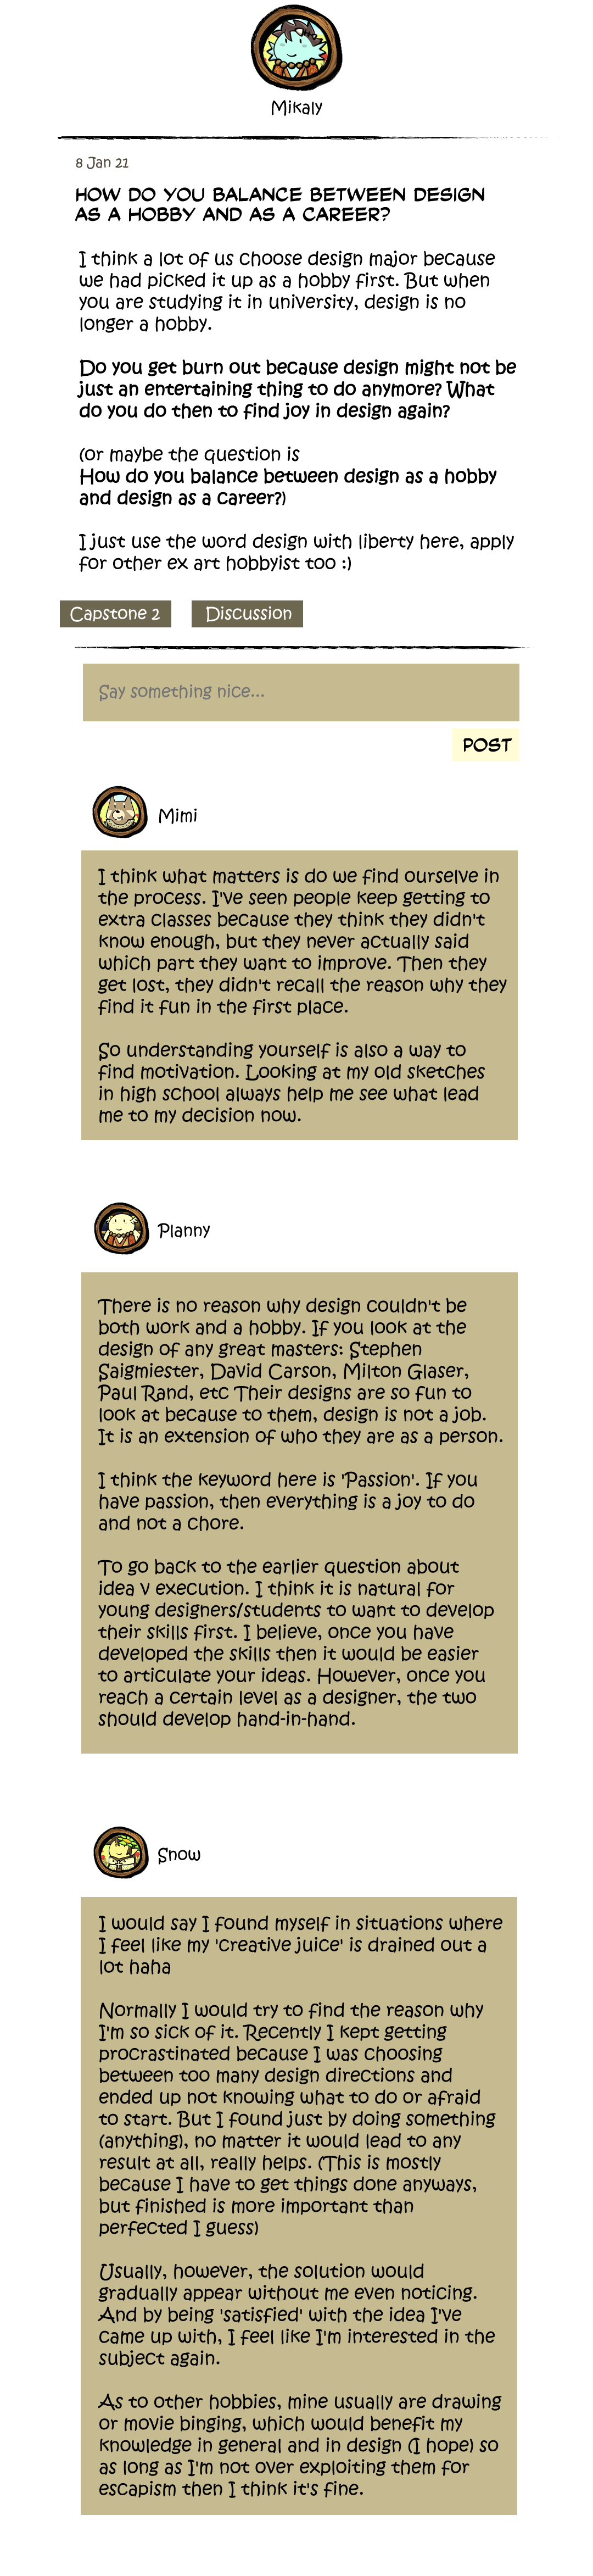 Mikaly
8 Jan 21
HOW DO YOU BALANCE BETWEEN DESIGN
AS A HOBBY AND AS A CAREER?
I think a lot of us choose design major because
we had picked it up as a hobby first. But when
you are studying it in university, design is no
longer a hobby.
Do you get burn out because design might not be
just an entertaining thing to do anymore? What
do you do then to find joy in design again?
(or maybe the question is
How do you balance between design as a hobby
and design as a career?)
I just use the word design with liberty here, apply
for other ex art hobbyist too :)
Capstone 2
Discussion
Say something nice...
POST
Mimi
I think what matters is do we find ourselve in
the process. I've seen people keep getting to
extra classes because they think they didn't
know enough, but they never actually said
which part they want to improve. Then they
get lost, they didn't recall the reason why they
find it fun in the first place.
So understanding yourself is also a way to
find motivation. Looking at my old sketches
in high school always help me see what lead
me to my decision now.
Planny
There is no reason why design couldn't be
both work and a hobby. If you look at the
design of any great masters: Stephen
Saigmiester, David Carson, Milton Glaser,
Paul Rand, etc Their designs are so fun to
look at because to them, design is not a job.
It is an extension of who they are as a person.
I think the keyword here is 'Passion'. If you
have passion, then everything is a joy to do
and not a chore.
To go back to the earlier question about
idea v execution. I think it is natural for
young designers/students to want to develop
their skills first. I believe, once you have
developed the skills then it would be easier
to articulate your ideas. However, once you
reach a certain level as a designer, the two
should develop hand-in-hand.
Snow
I would say I found myself in situations where
I feel like my 'creative juice' is drained out a
lot haha
Normally I would try to find the reason why
I'm so sick of it. Recently I kept getting
procrastinated because I was choosing
between too many design directions and
ended up not knowing what to do or afraid
to start. But I found just by doing something
(anything), no matter it would lead to any
result at all, really helps. (This is mostly
because I have to get things done anyways,
but finished is more important than
perfected I guess)
Usually, however, the solution would
gradually appear without me even noticing.
And by being 'satisfied' with the idea I've
came up with, I feel like I'm interested in the
subject again.
As to other hobbies, mine usually are drawing
or movie binging, which would benefit my
knowledge in general and in design (I hope) so
as long as I'm not over exploiting them for
escapism then I think it's fine.